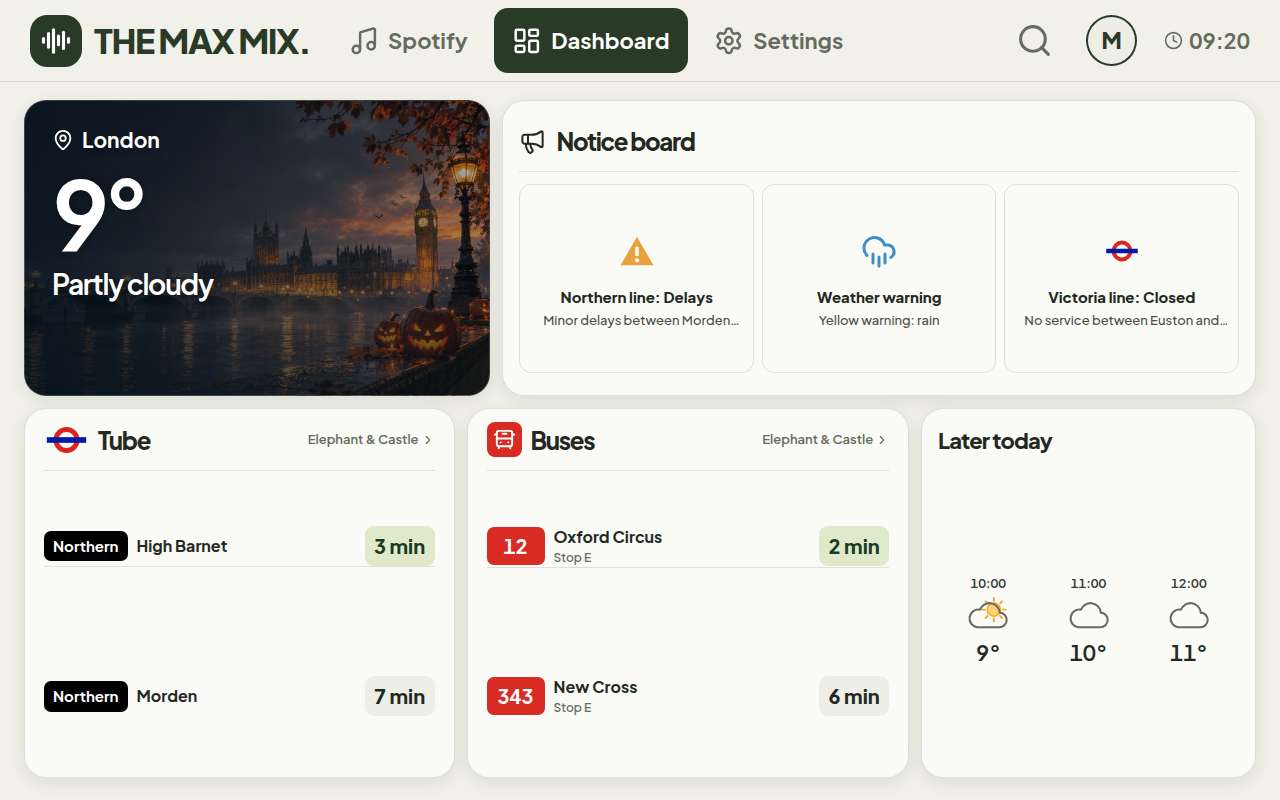 THE MAX MIX.
Spotify
Dashboard
Settings
M
09:20
London
9°
Partly cloudy
Notice board
Northern line: Delays
Minor delays between Morden…
Weather warning
Yellow warning: rain
Victoria line: Closed
No service between Euston and…
Tube
Elephant & Castle
Northern
High Barnet
3 min
Northern
Morden
7 min
Buses
Elephant & Castle
12
Oxford Circus
Stop E
2 min
343
New Cross
Stop E
6 min
Later today
10:00
11:00
12:00
9°
10°
11°